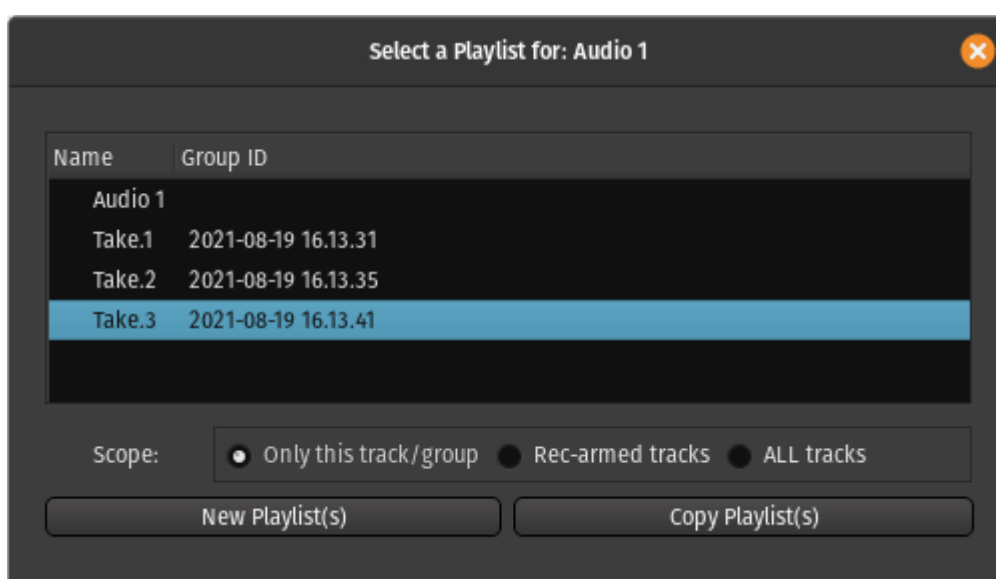 Select a Playlist for: Audio 1
Name Group ID
Audio 1
Take.1 2021-08-19 16.13.31
Take.2 2021-08-19 16.13.35
Take.3 2021-08-19 16.13.41
Scope: Only this track/group Rec-armed tracks ALL tracks
New Playlist(s) Copy Playlist(s)